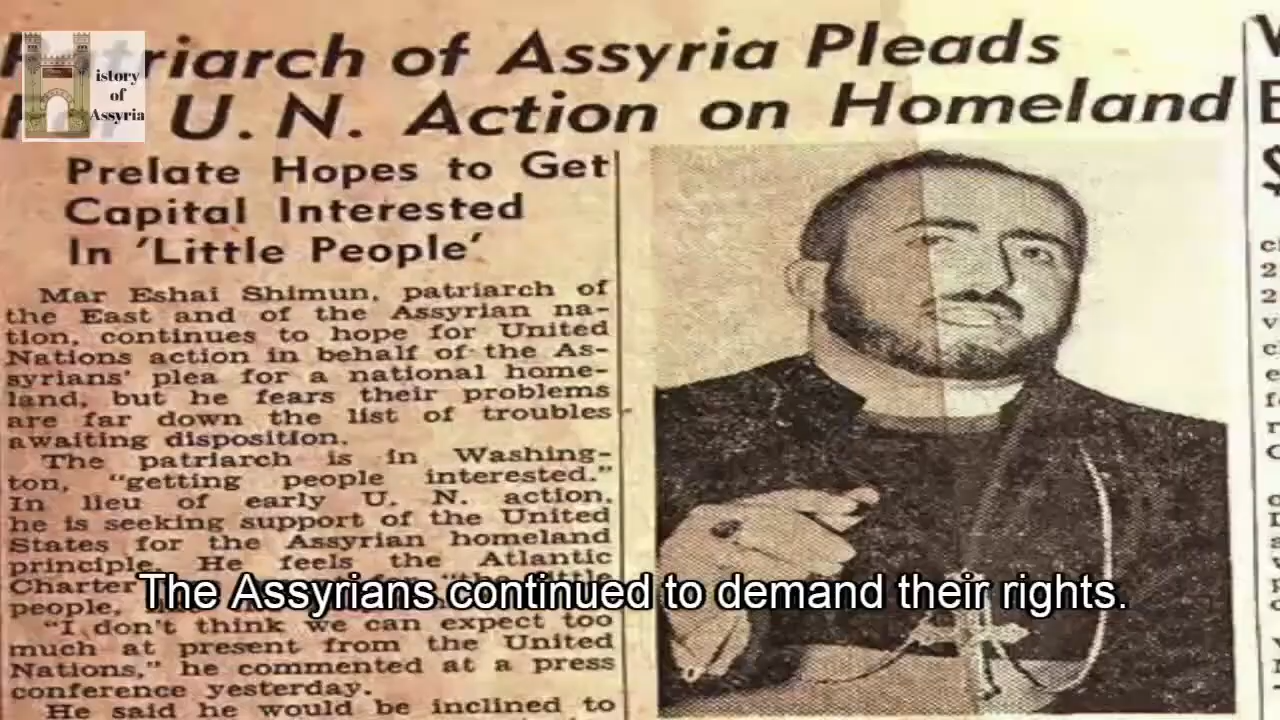 istory
of
Assyria
riarch of Assyria Pleads
U. N. Action on Homeland
Prelate Hopes to Get
Capital Interested
In 'Little People'
Mar Eshai Shimun, patriarch of
the East and of the Assyrian na-
tion, continues to hope for United
Nations action in behalf of the As-
syrians' plea for a national home-
land, but he fears their problems
are far down the list of troubles
awaiting disposition.
The patriarch is in Washing-
ton, "getting people interested."
In lieu of early U. N. action,
he is seeking support of the United
States for the Assyrian homeland
principle. He feels the Atlantic
Charter
people,
"I don't think we can expect too
much at present from the United
Nations," he commented at a press
conference yesterday.
He said he would be inclined to
The Assyrians continued to demand their rights.